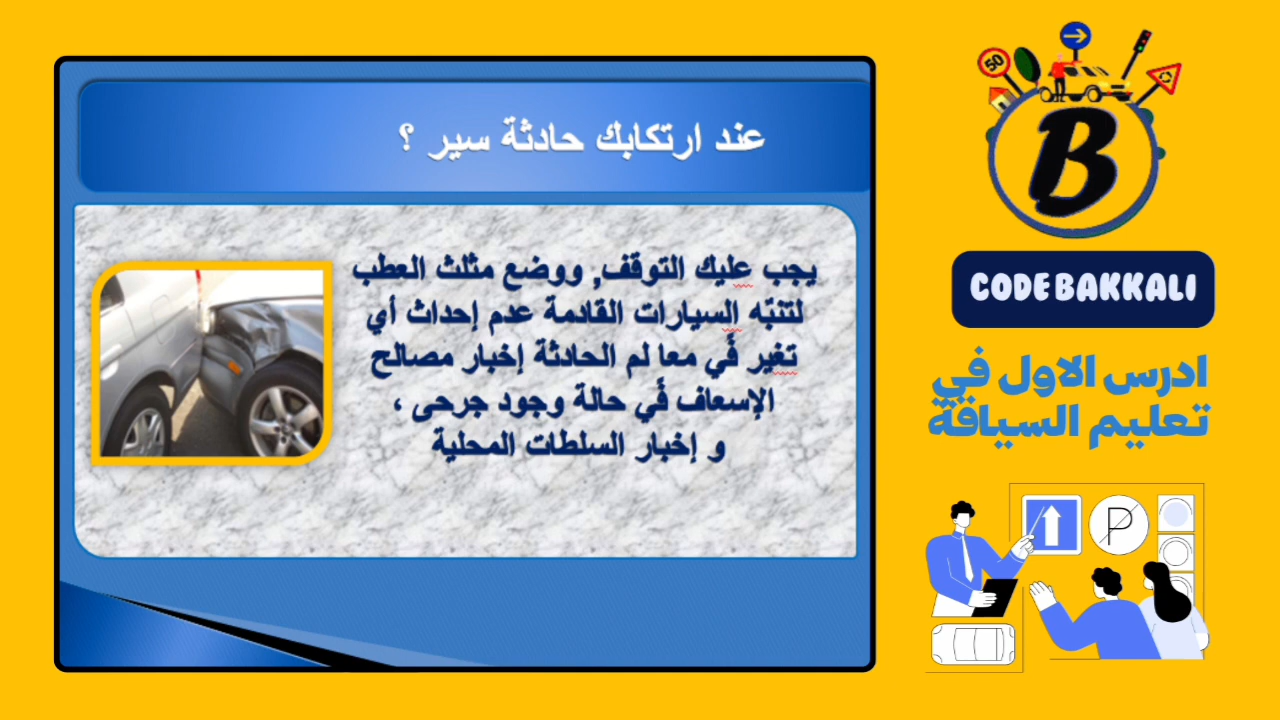 عند ارتكابك حادثة سير ؟
يجب عليك التوقف, ووضع مثلث العطب
لتنبّه السيارات القادمة عدم إحداث أي
تغير في معا لم الحادثة إخبار مصالح
الإسعاف في حالة وجود جرحى ،
و إخبار السلطات المحلية
50
B
CODE BAKKALI
ادرس الاول في
تعليم السياقة
P